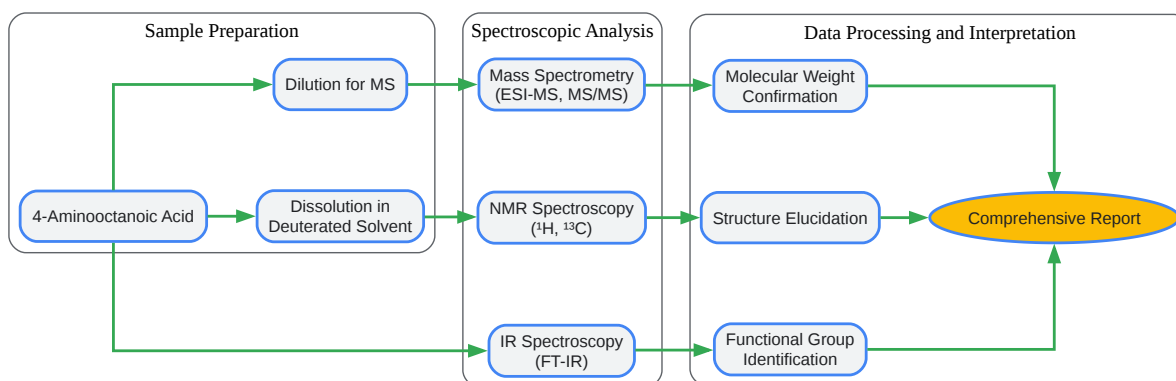 Sample Preparation
Spectroscopic Analysis
Data Processing and Interpretation
Dilution for MS
Mass Spectrometry
(ESI-MS, MS/MS)
Molecular Weight
Confirmation
4-Aminooctanoic Acid
Dissolution in
Deuterated Solvent
NMR Spectroscopy
(¹H, ¹³C)
Structure Elucidation
Comprehensive Report
IR Spectroscopy
(FT-IR)
Functional Group
Identification